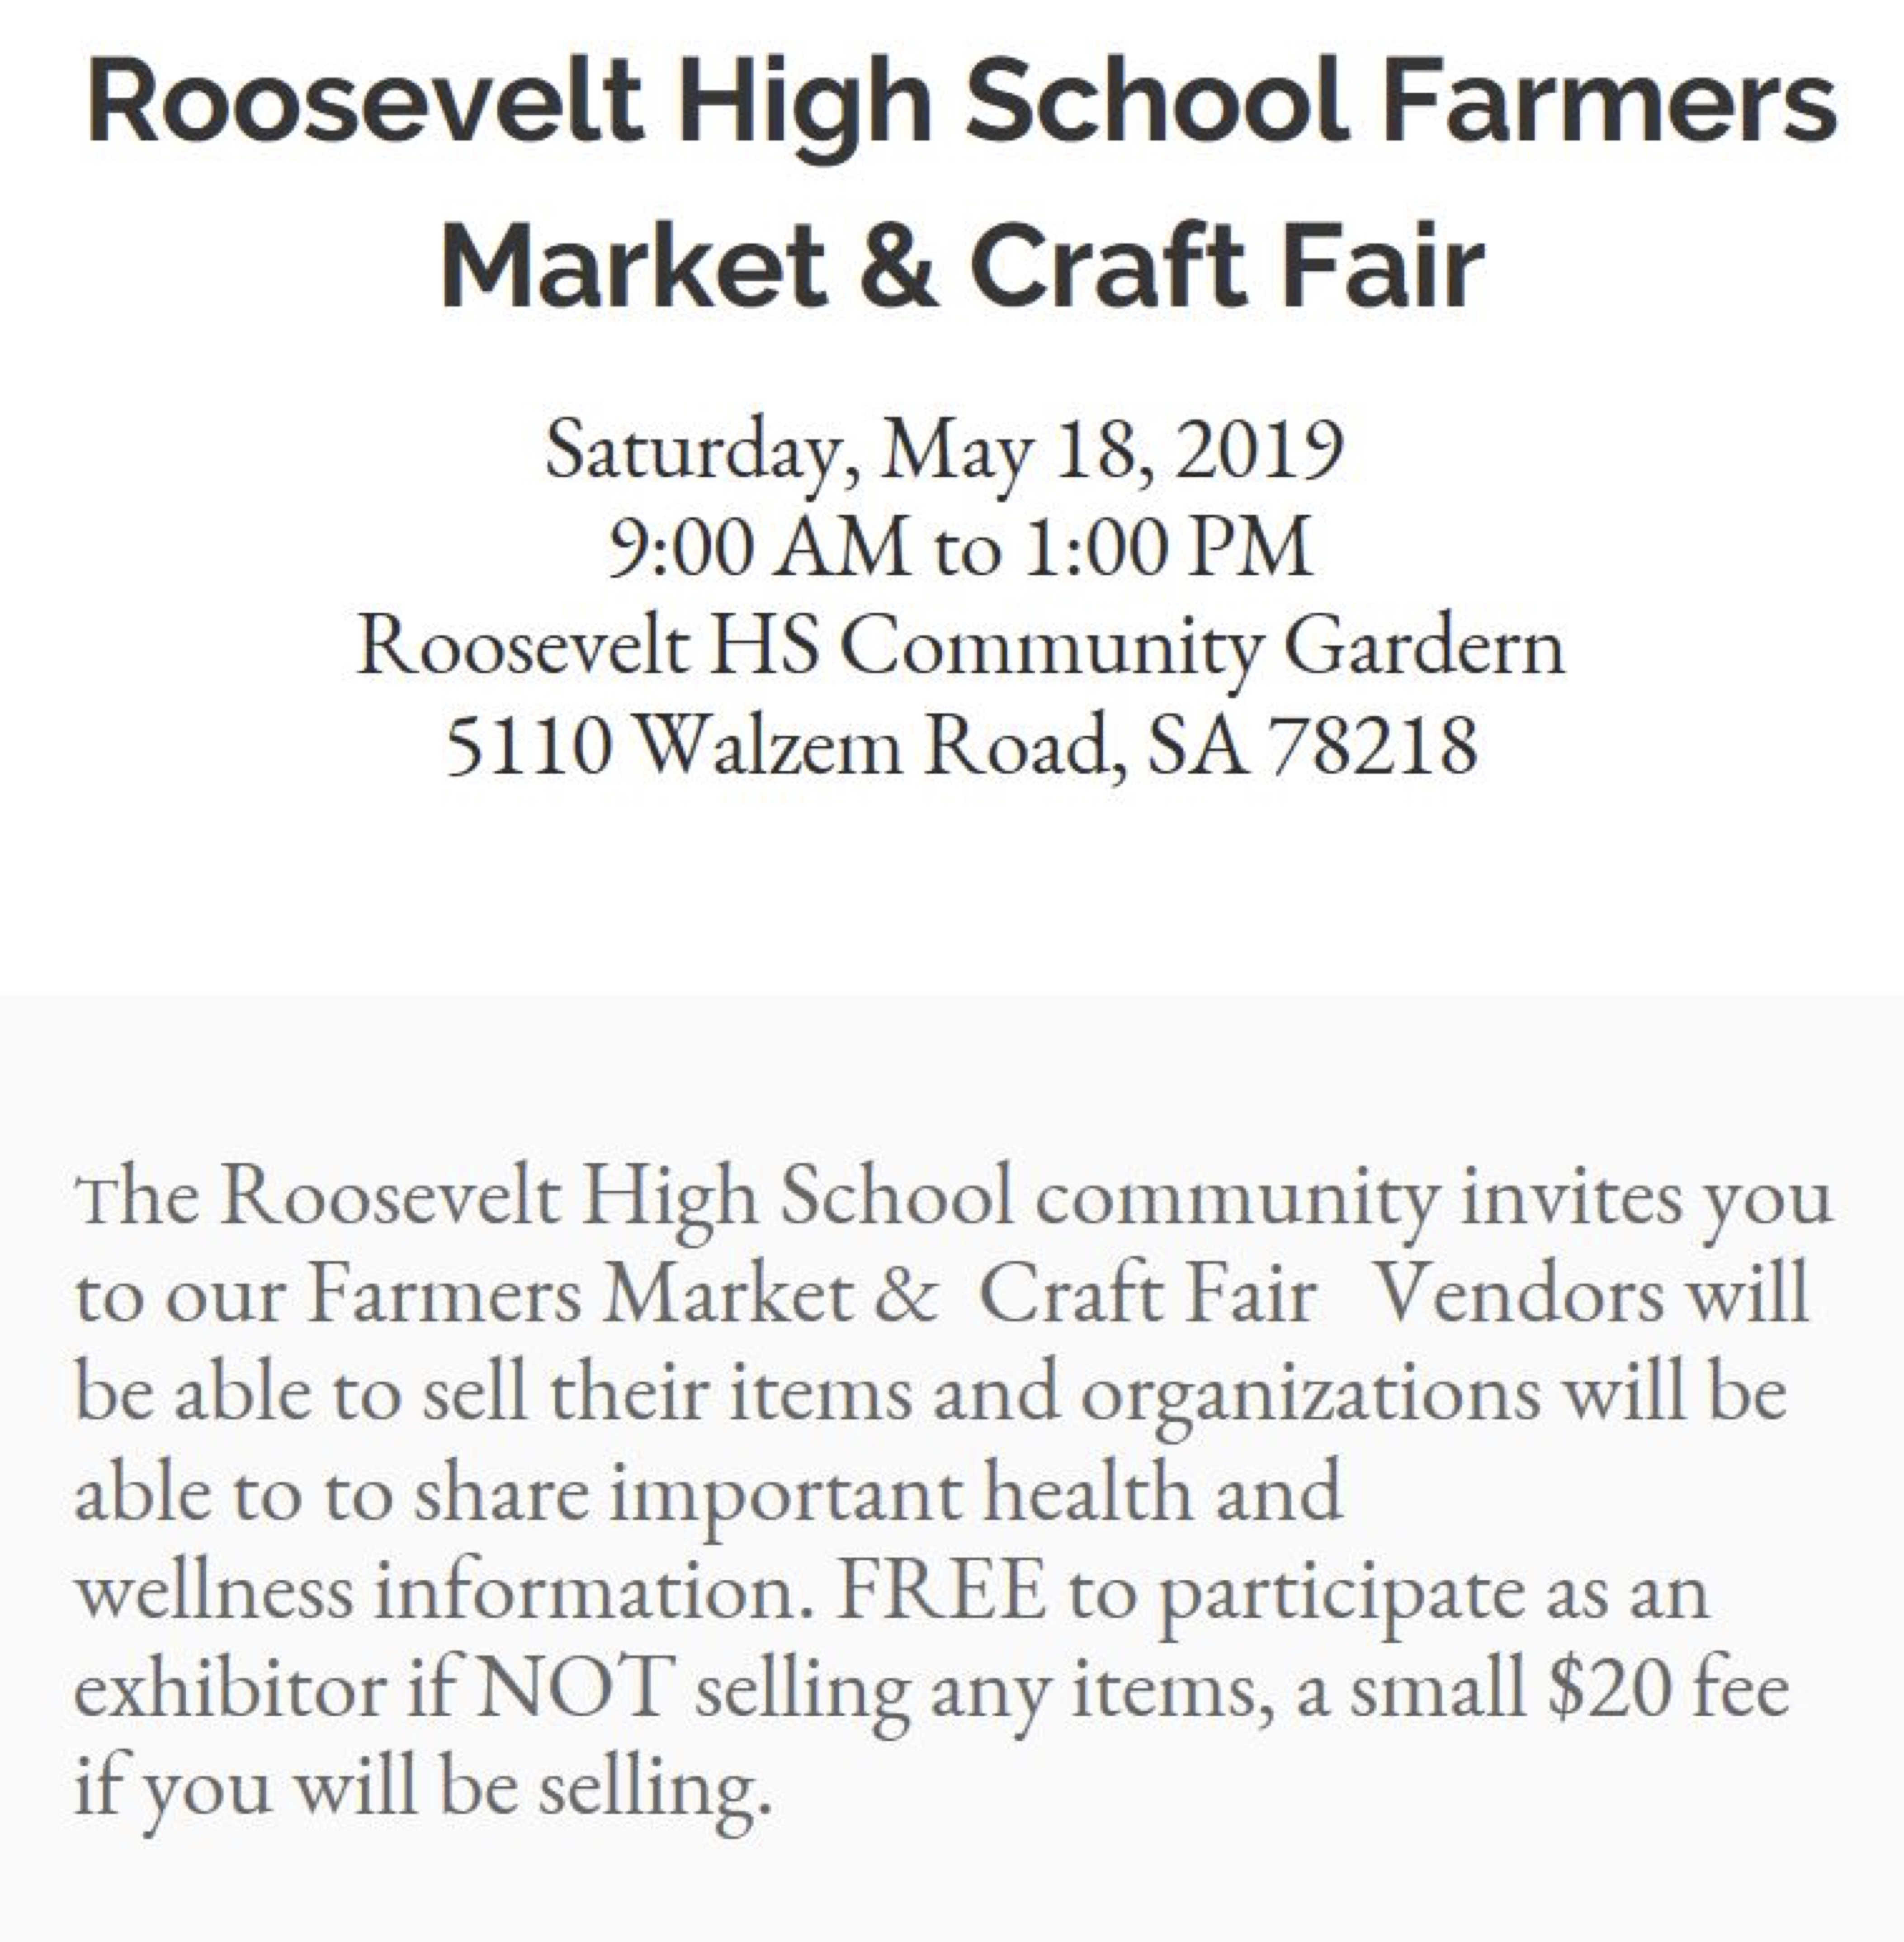 Roosevelt High School Farmers
Market & Craft Fair
Saturday, May 18, 2019
9:00 AM to 1:00 PM
Roosevelt HS Community Gardern
5110 Walzem Road, SA 78218
The Roosevelt High School community invites you
to our Farmers Market &  Craft Fair   Vendors will
be able to sell their items and organizations will be
able to to share important health and
wellness information. FREE to participate as an
exhibitor if NOT selling any items, a small $20 fee
if you will be selling.